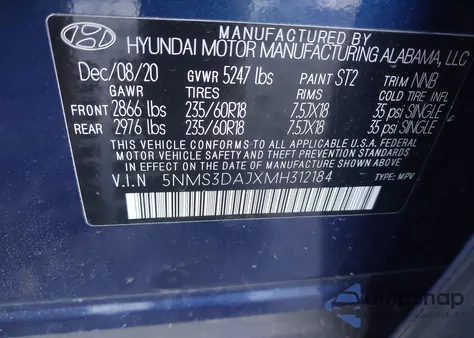 MANUFACTURED BY
HYUNDAI MOTOR MANUFACTURING ALABAMA, LLC
Dec/08/20 GVWR 5247 lbs PAINT ST2 TRIM NNB
GAWR TIRES RIMS COLD TIRE INFL
FRONT 2866 lbs 235/60R18 7.5JX18 35 psi SINGLE
REAR 2976 lbs 235/60R18 7.5JX18 35 psi SINGLE
THIS VEHICLE CONFORMS TO ALL APPLICABLE U.S.A FEDERAL
MOTOR VEHICLE SAFETY, BUMPER, AND THEFT PREVENTION
STANDARDS IN EFFECT ON THE DATE OF MANUFACTURE SHOWN ABOVE.
V.I.N 5NMS3DAJXMH312184 TYPE: MPV